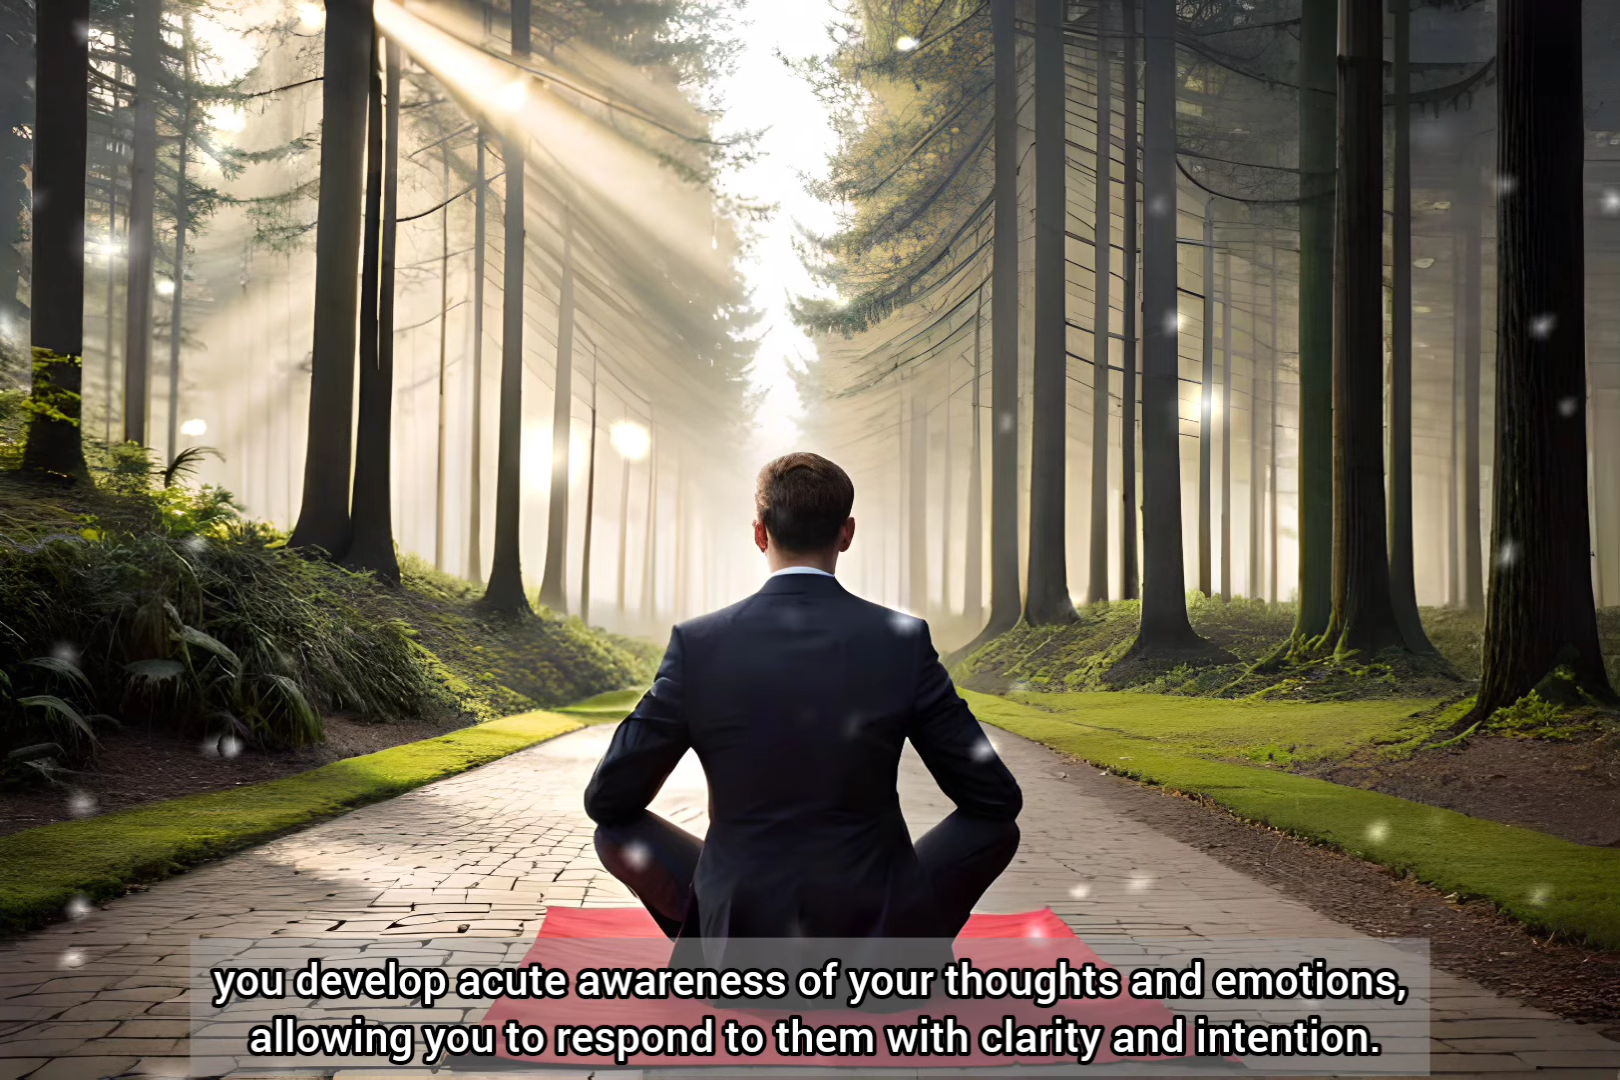 you develop acute awareness of your thoughts and emotions,
allowing you to respond to them with clarity and intention.